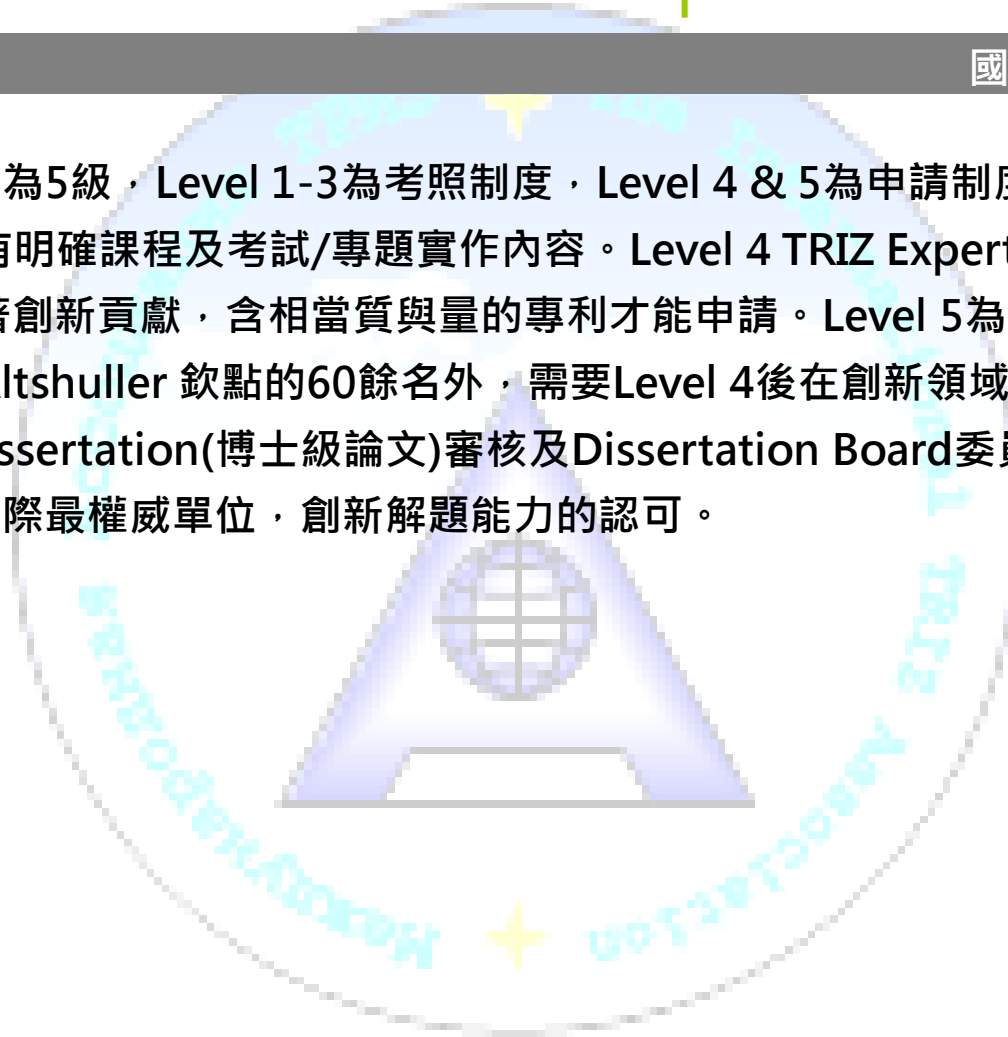 國
為5級，Level 1-3為考照制度，Level 4 & 5為申請制度
有明確課程及考試/專題實作內容。Level 4 TRIZ Expert
著創新貢獻，含相當質與量的專利才能申請。Level 5為
ltshuller 欽點的60餘名外，需要Level 4後在創新領域
ssertation(博士級論文)審核及Dissertation Board委員
際最權威單位，創新解題能力的認可。
TRIZ Association